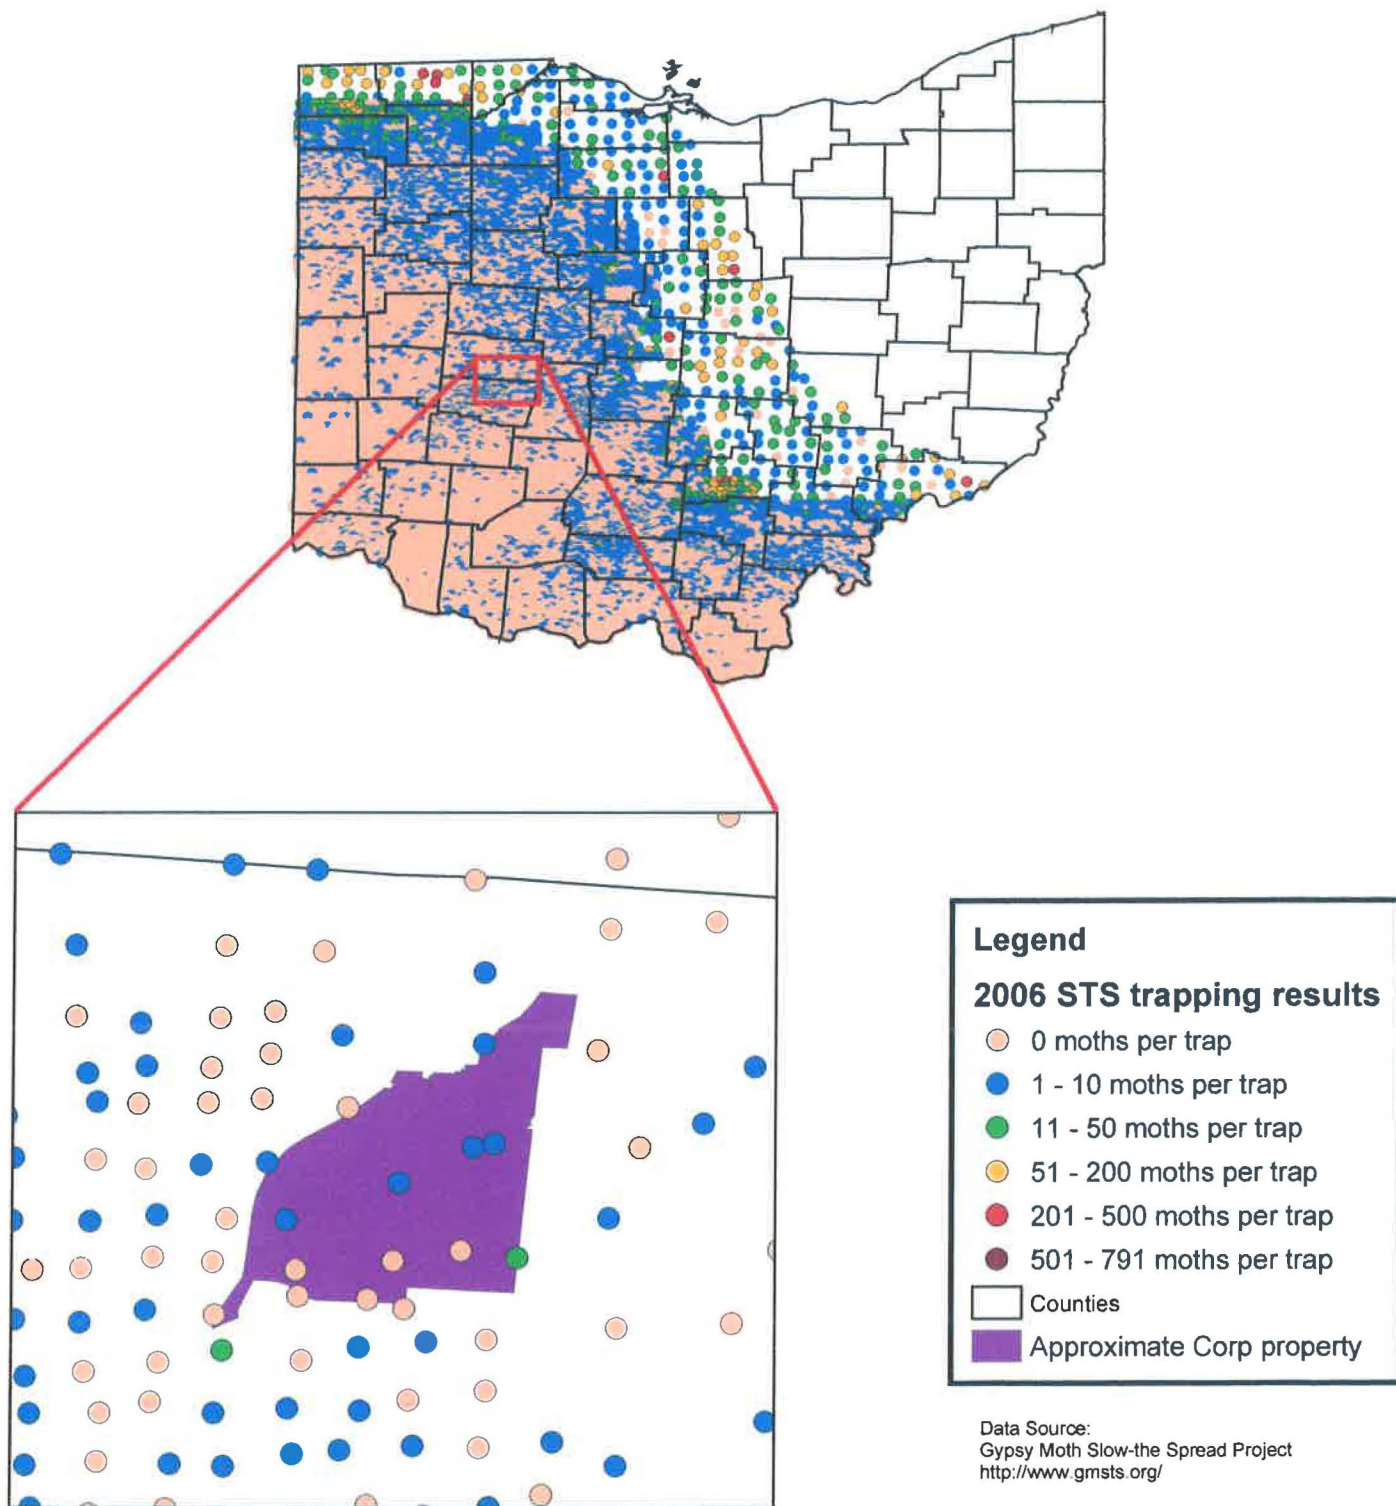 Legend
2006 STS trapping results
0 moths per trap
1 - 10 moths per trap
11 - 50 moths per trap
51 - 200 moths per trap
201 - 500 moths per trap
501 - 791 moths per trap
Counties
Approximate Corp property
Data Source:
Gypsy Moth Slow-the Spread Project
http://www.gmsts.org/